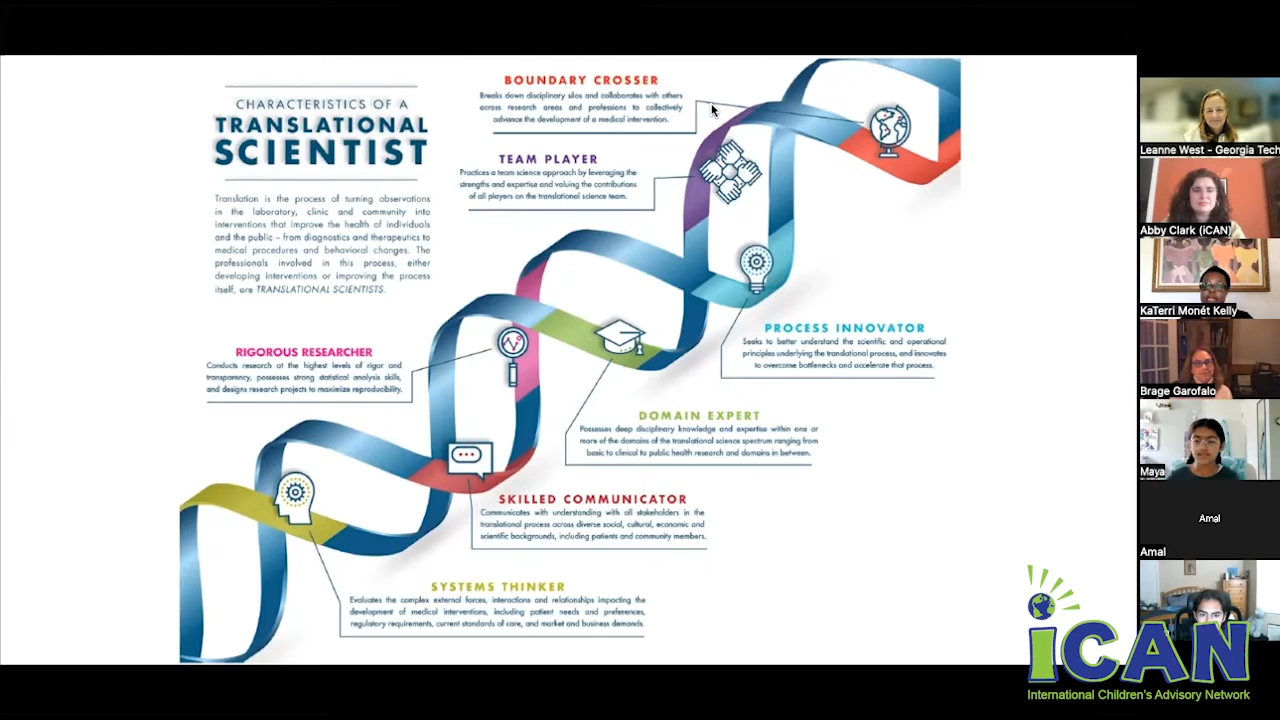 CHARACTERISTICS OF A
TRANSLATIONAL
SCIENTIST
Translation is the process of turning observations
in the laboratory, clinic and community into
interventions that improve the health of individuals
and the public – from diagnostics and therapeutics to
medical procedures and behavioral changes. The
professionals involved in this process, either
developing interventions or improving the process
itself, are TRANSLATIONAL SCIENTISTS.
BOUNDARY CROSSER
Breaks down disciplinary silos and collaborates with others
across research areas and professions to collectively
advance the development of a medical intervention.
TEAM PLAYER
Practices a team science approach by leveraging the
strengths and expertise and valuing the contributions
of all players on the translational science team.
PROCESS INNOVATOR
Seeks to better understand the scientific and operational
principles underlying the translational process, and innovates
to overcome bottlenecks and accelerate that process.
RIGOROUS RESEARCHER
Conducts research at the highest levels of rigor and
transparency, possesses strong statistical analysis skills,
and designs research projects to maximize reproducibility.
DOMAIN EXPERT
Possesses deep disciplinary knowledge and expertise within one or
more of the domains of the translational science spectrum ranging from
basic to clinical to public health research and domains in between.
SKILLED COMMUNICATOR
Communicates with understanding with all stakeholders in the
translational process across diverse social, cultural, economic and
scientific backgrounds, including patients and community members.
SYSTEMS THINKER
Evaluates the complex external forces, interactions and relationships impacting the
development of medical interventions, including patient needs and preferences,
regulatory requirements, current standards of care, and market and business demands.
Leanne West - Georgia Tech
Abby Clark (iCAN)
KaTerri Monét Kelly
Brage Garofalo
Maya
Amal
Amal
iCAN
International Children's Advisory Network